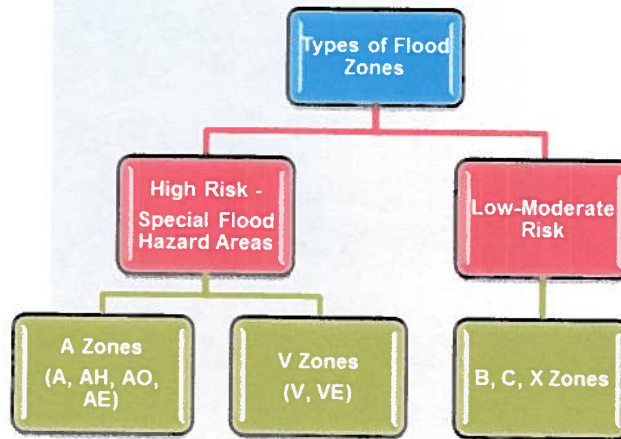 Types of Flood
Zones
High Risk -
Special Flood
Hazard Areas
Low-Moderate
Risk
A Zones
(A, AH, AO,
AE)
V Zones
(V, VE)
B, C, X Zones